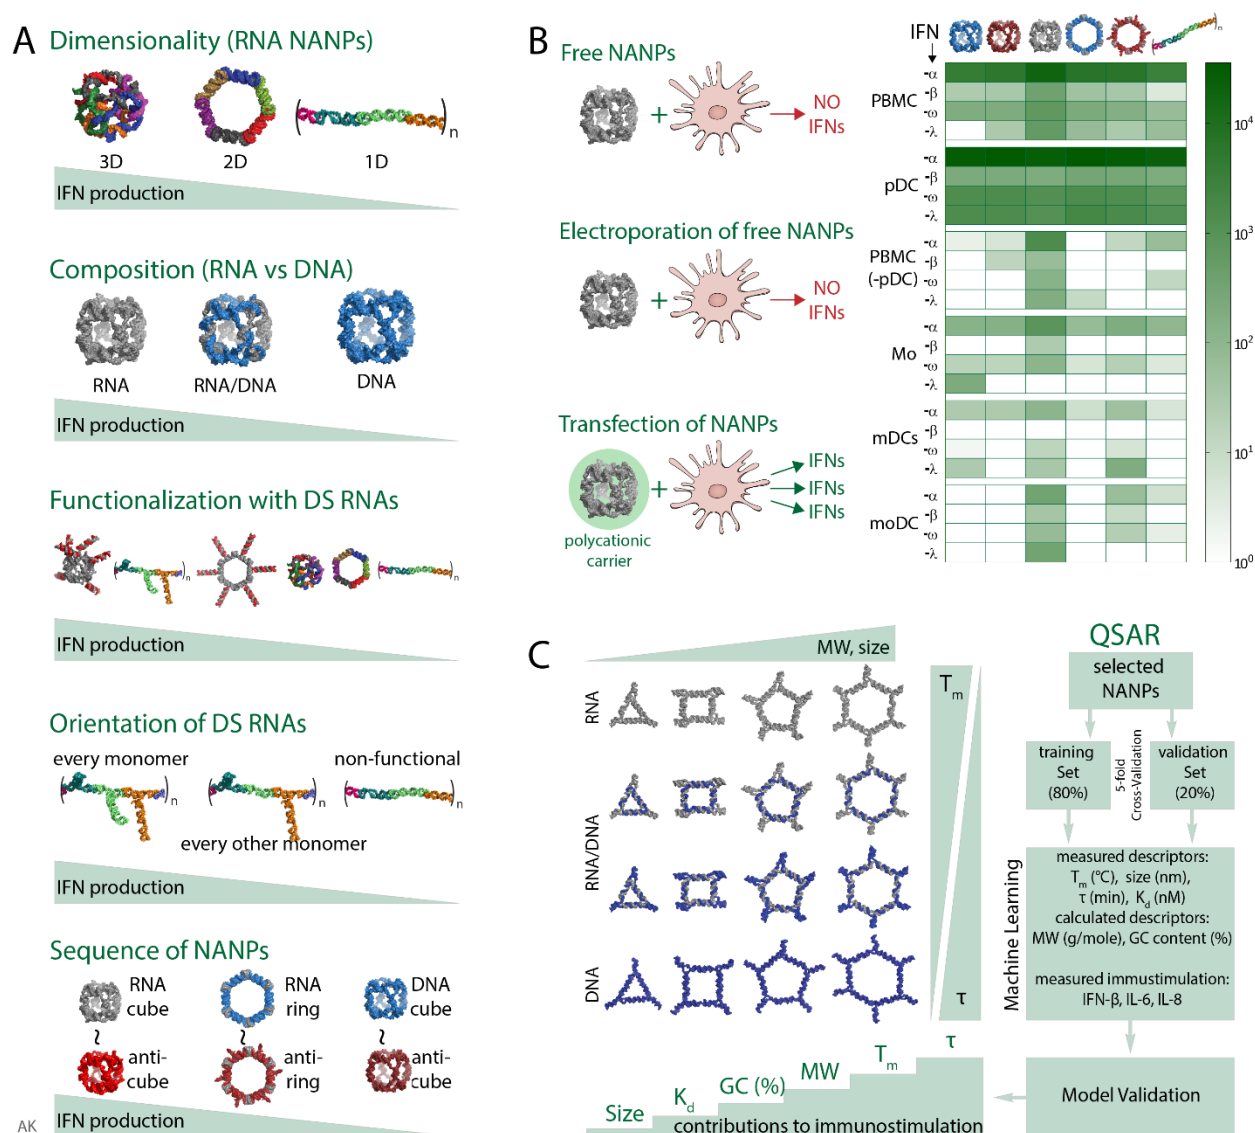 A
Dimensionality (RNA NANPs)
n
3D
2D
1D
IFN production
Composition (RNA vs DNA)
RNA
RNA/DNA
DNA
IFN production
Functionalization with DS RNAs
n
n
IFN production
Orientation of DS RNAs
every monomer
non-functional
n
n
n
every other monomer
IFN production
Sequence of NANPs
RNA
cube
RNA
ring
DNA
cube
~
~
~
anti-
cube
anti-
ring
anti-
cube
IFN production
AK
B
Free NANPs
+
NO
IFNs
Electroporation of free NANPs
+
NO
IFNs
Transfection of NANPs
+
IFNs
IFNs
IFNs
polycationic
carrier
IFN
n
PBMC
-α
-β
-ω
-λ
pDC
-α
-β
-ω
-λ
PBMC
(-pDC)
-α
-β
-ω
-λ
Mo
-α
-β
-ω
-λ
mDCs
-α
-β
-ω
-λ
moDC
-α
-β
-ω
-λ
10⁴
10³
10²
10¹
10⁰
C
MW, size
RNA
RNA/DNA
DNA
Tm
τ
QSAR
selected
NANPs
training
Set
(80%)
5-fold
Cross-Validation
validation
Set
(20%)
Machine Learning
measured descriptors:
Tm (°C), size (nm),
τ (min), Kd (nM)
calculated descriptors:
MW (g/mole), GC content (%)
measured immustimulation:
IFN-β, IL-6, IL-8
Model Validation
Size
Kd
GC (%)
MW
Tm
τ
contributions to immunostimulation